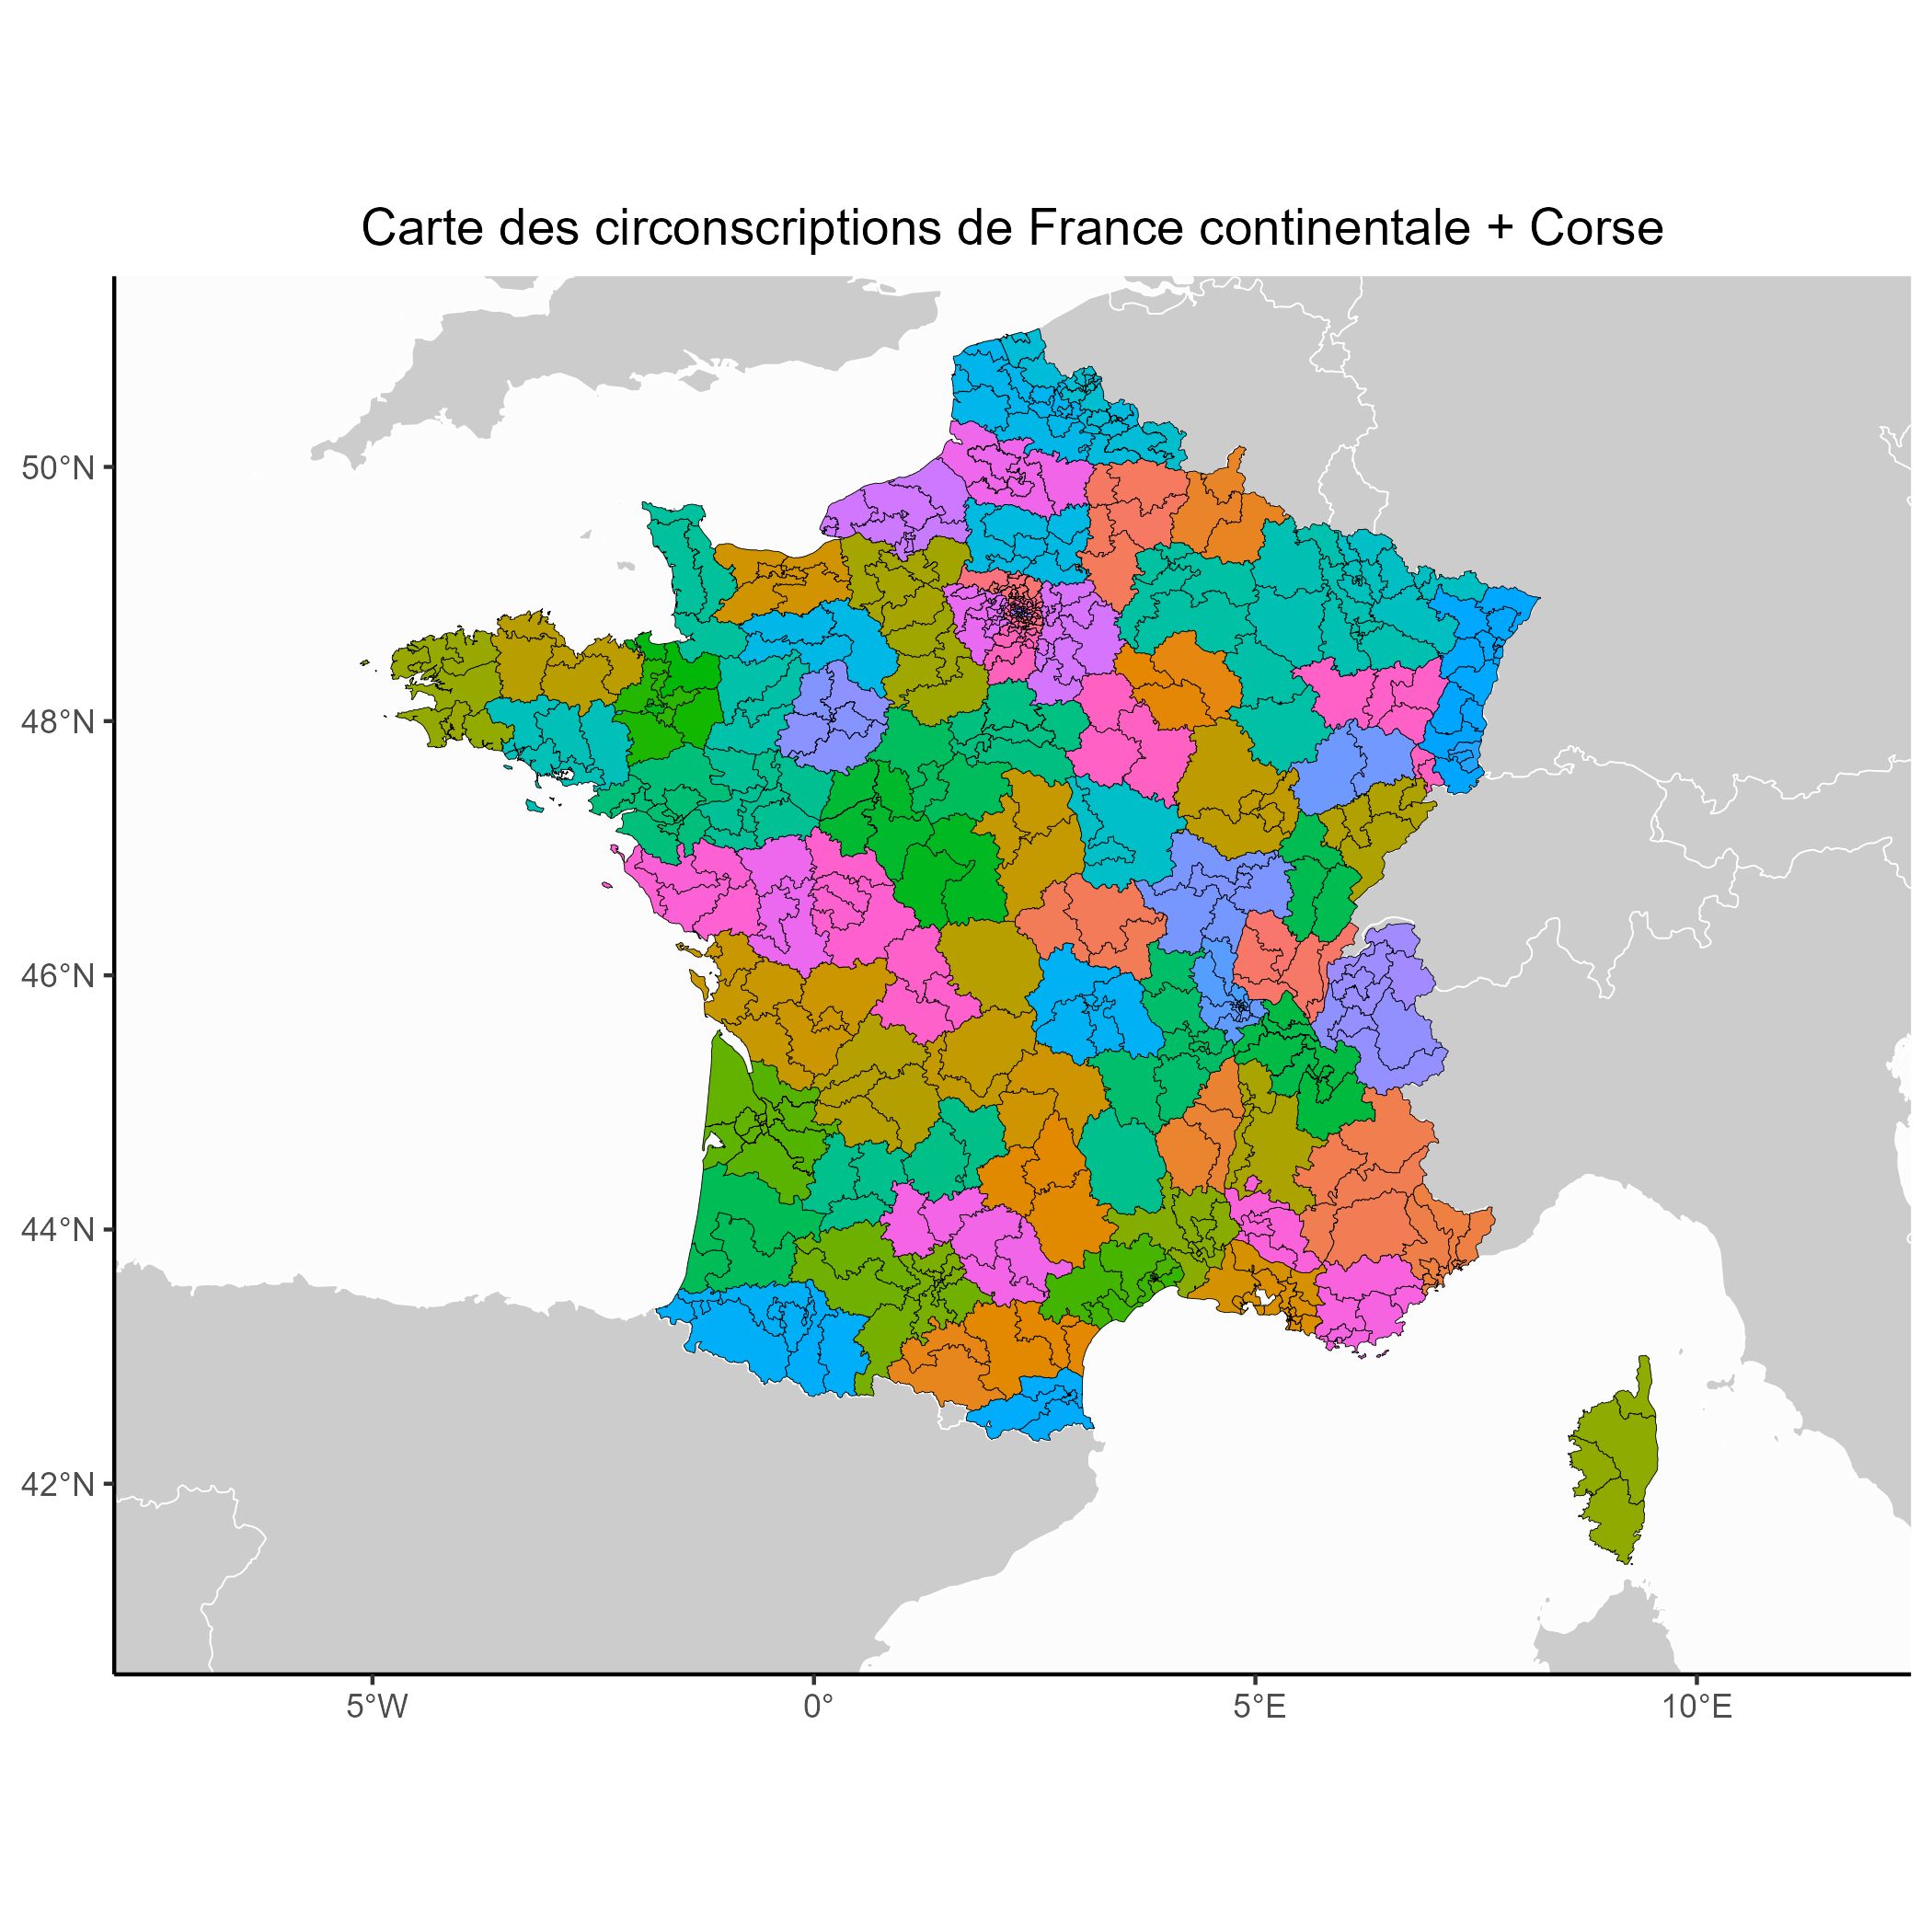 Carte des circonscriptions de France continentale + Corse
50°N
48°N
46°N
44°N
42°N
5°W
0°
5°E
10°E